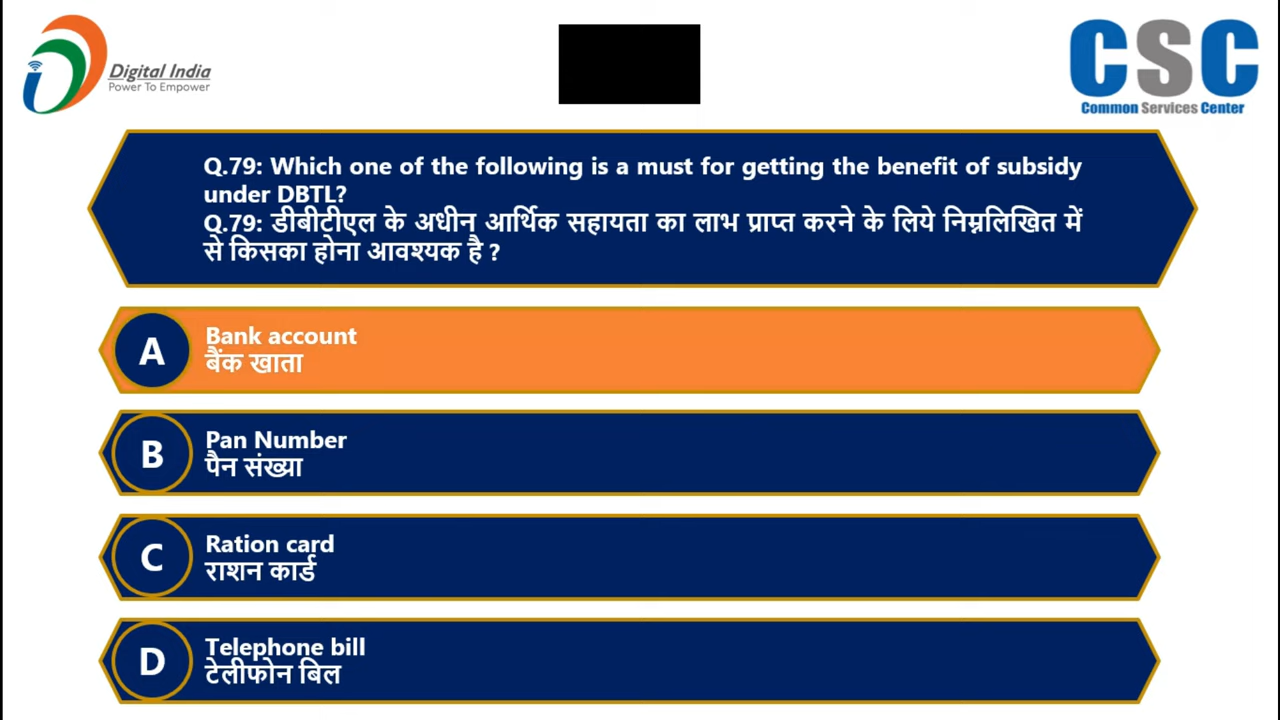 Digital India
Power To Empower
CSC
Common Services Center
Q.79: Which one of the following is a must for getting the benefit of subsidy
under DBTL?
Q.79: डीबीटीएल के अधीन आर्थिक सहायता का लाभ प्राप्त करने के लिये निम्नलिखित में
से किसका होना आवश्यक है ?
A
Bank account
बैंक खाता
B
Pan Number
पैन संख्या
C
Ration card
राशन कार्ड
D
Telephone bill
टेलीफोन बिल